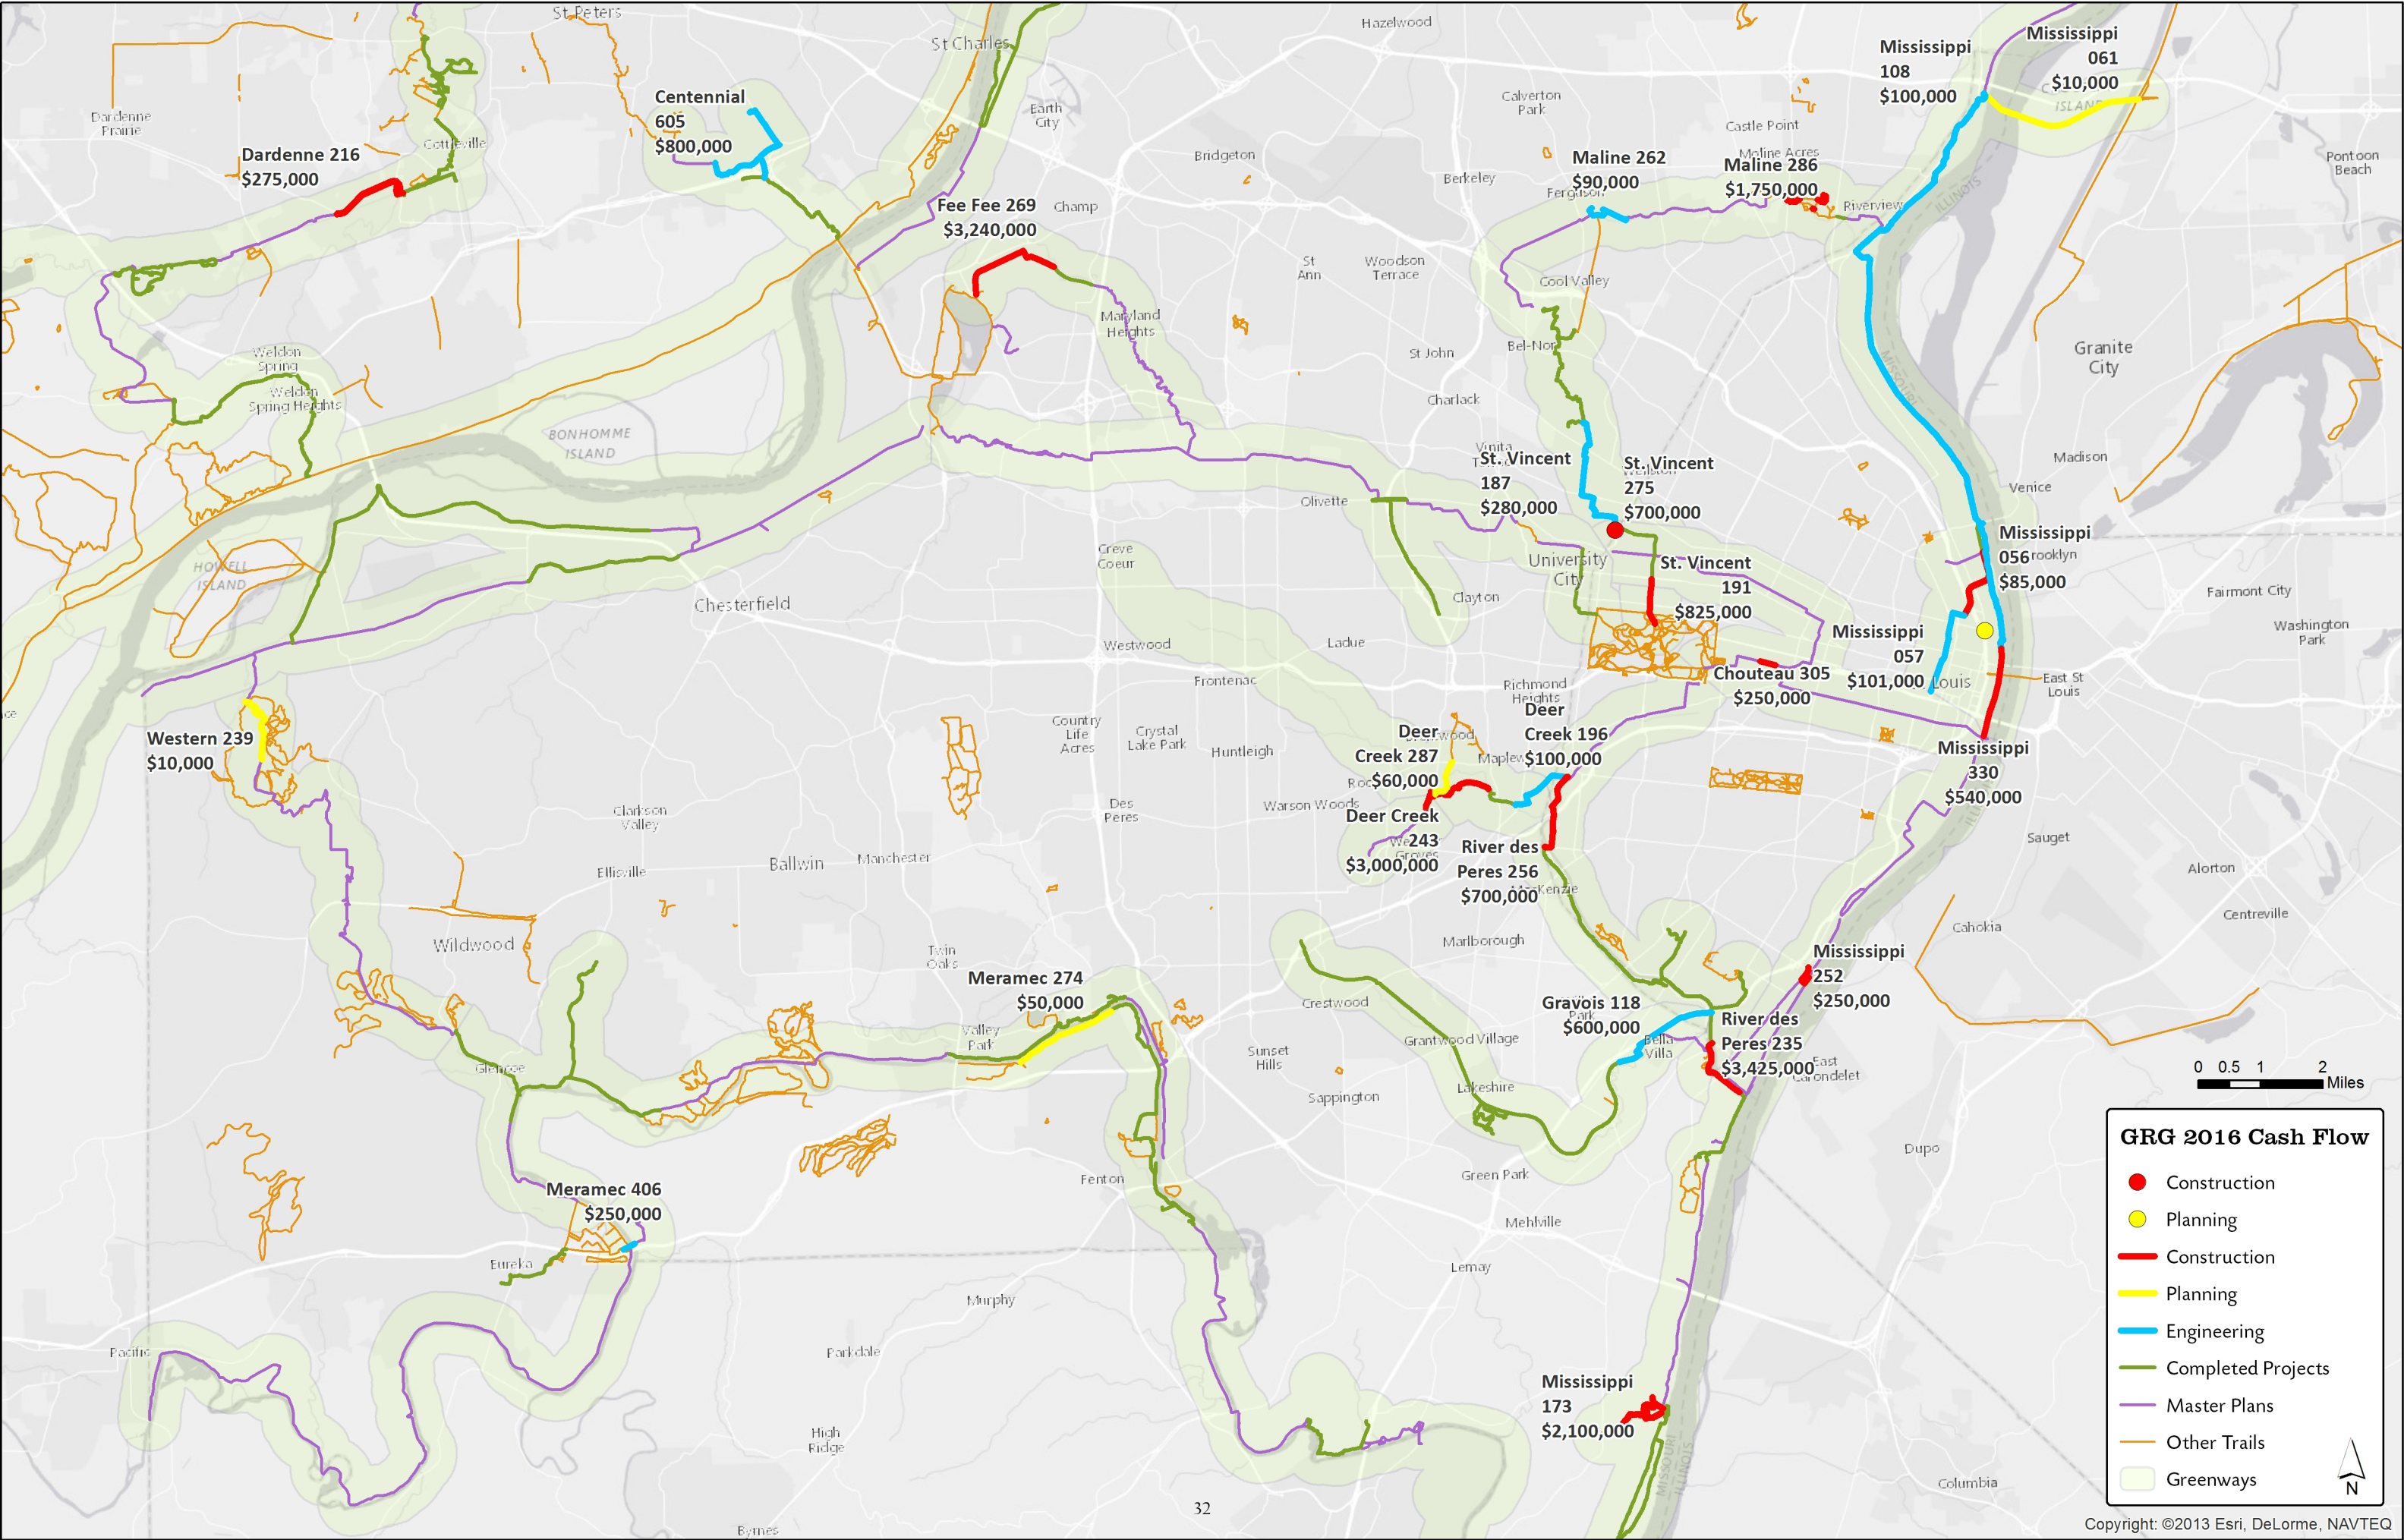 St Peters
Hazelwood
St Charles
Mississippi
061
$10,000
Mississippi
108
$100,000
ISLAND
Dardenne
Prairie
Cottleville
Centennial
605
$800,000
Earth
City
Calverton
Park
Castle Point
Moline Acres
Bridgeton
Berkeley
Pontoon
Beach
Dardenne 216
$275,000
Maline 262
$90,000
Ferguson
Maline 286
$1,750,000
Riverview
ILLINOIS
Fee Fee 269
$3,240,000
Champ
St
Ann
Woodson
Terrace
Cool Valley
Maryland
Heights
St John
Bel-Nor
Granite
City
MISSOURI
Weldon
Spring
Weldon
Spring Heights
Charlack
BONHOMME
ISLAND
Vinita
St. Vincent
187
$280,000
St. Vincent
275
$700,000
Madison
Venice
Olivette
HOWELL
ISLAND
Creve
Coeur
University
City
Mississippi
056
rooklyn
$85,000
St. Vincent
191
$825,000
Chesterfield
Clayton
Fairmont City
Washington
Park
Westwood
Ladue
Mississippi
057
$101,000
Louis
East St
Louis
Frontenac
Richmond
Heights
Chouteau 305
$250,000
Western 239
$10,000
Country
Life
Acres
Crystal
Lake Park
Huntleigh
Deer
Creek 196
$100,000
Deer
Creek 287
$60,000
Maplew
Mississippi
330
$540,000
Clarkson
Valley
Des
Peres
Warson Woods
Deer Creek
243
$3,000,000
Groves
River des
Peres 256
$700,000
MacKenzie
Sauget
Alorton
Ellisville
Ballwin
Manchester
Centreville
Cahokia
Wildwood
Twin
Oaks
Marlborough
Mississippi
252
$250,000
Meramec 274
$50,000
Crestwood
Gravois 118
$600,000
Park
Valley
Park
Grantwood Village
Bella
Villa
River des
Peres 235
$3,425,000
East
Carondelet
Sunset
Hills
Glencoe
Lakeshire
Sappington
0 0.5 1 2
Miles
Dupo
Fenton
Green Park
Meramec 406
$250,000
Mehlville
Eureka
Lemay
Murphy
Pacific
Parkdale
Mississippi
173
$2,100,000
High
Ridge
MISSOURI
ILLINOIS
Columbia
Byrnes
32
GRG 2016 Cash Flow
Construction
Planning
Construction
Planning
Engineering
Completed Projects
Master Plans
Other Trails
Greenways
N
Copyright: ©2013 Esri, DeLorme, NAVTEQ